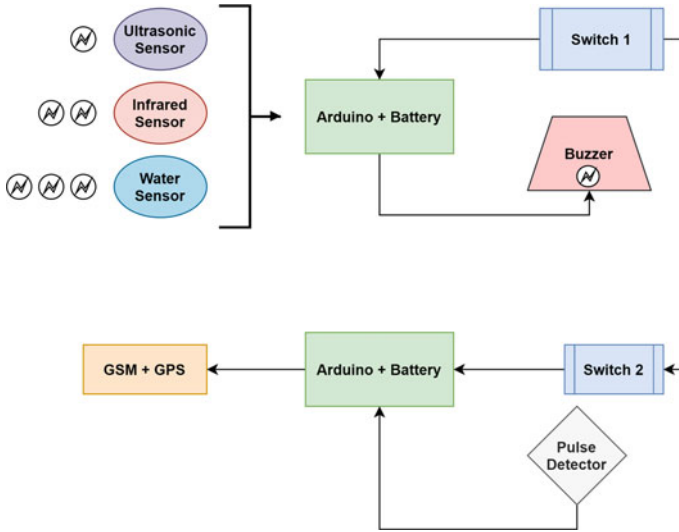 Ultrasonic
Sensor
Switch 1
Infrared
Sensor
Arduino + Battery
Buzzer
Water
Sensor
GSM + GPS
Arduino + Battery
Switch 2
Pulse
Detector